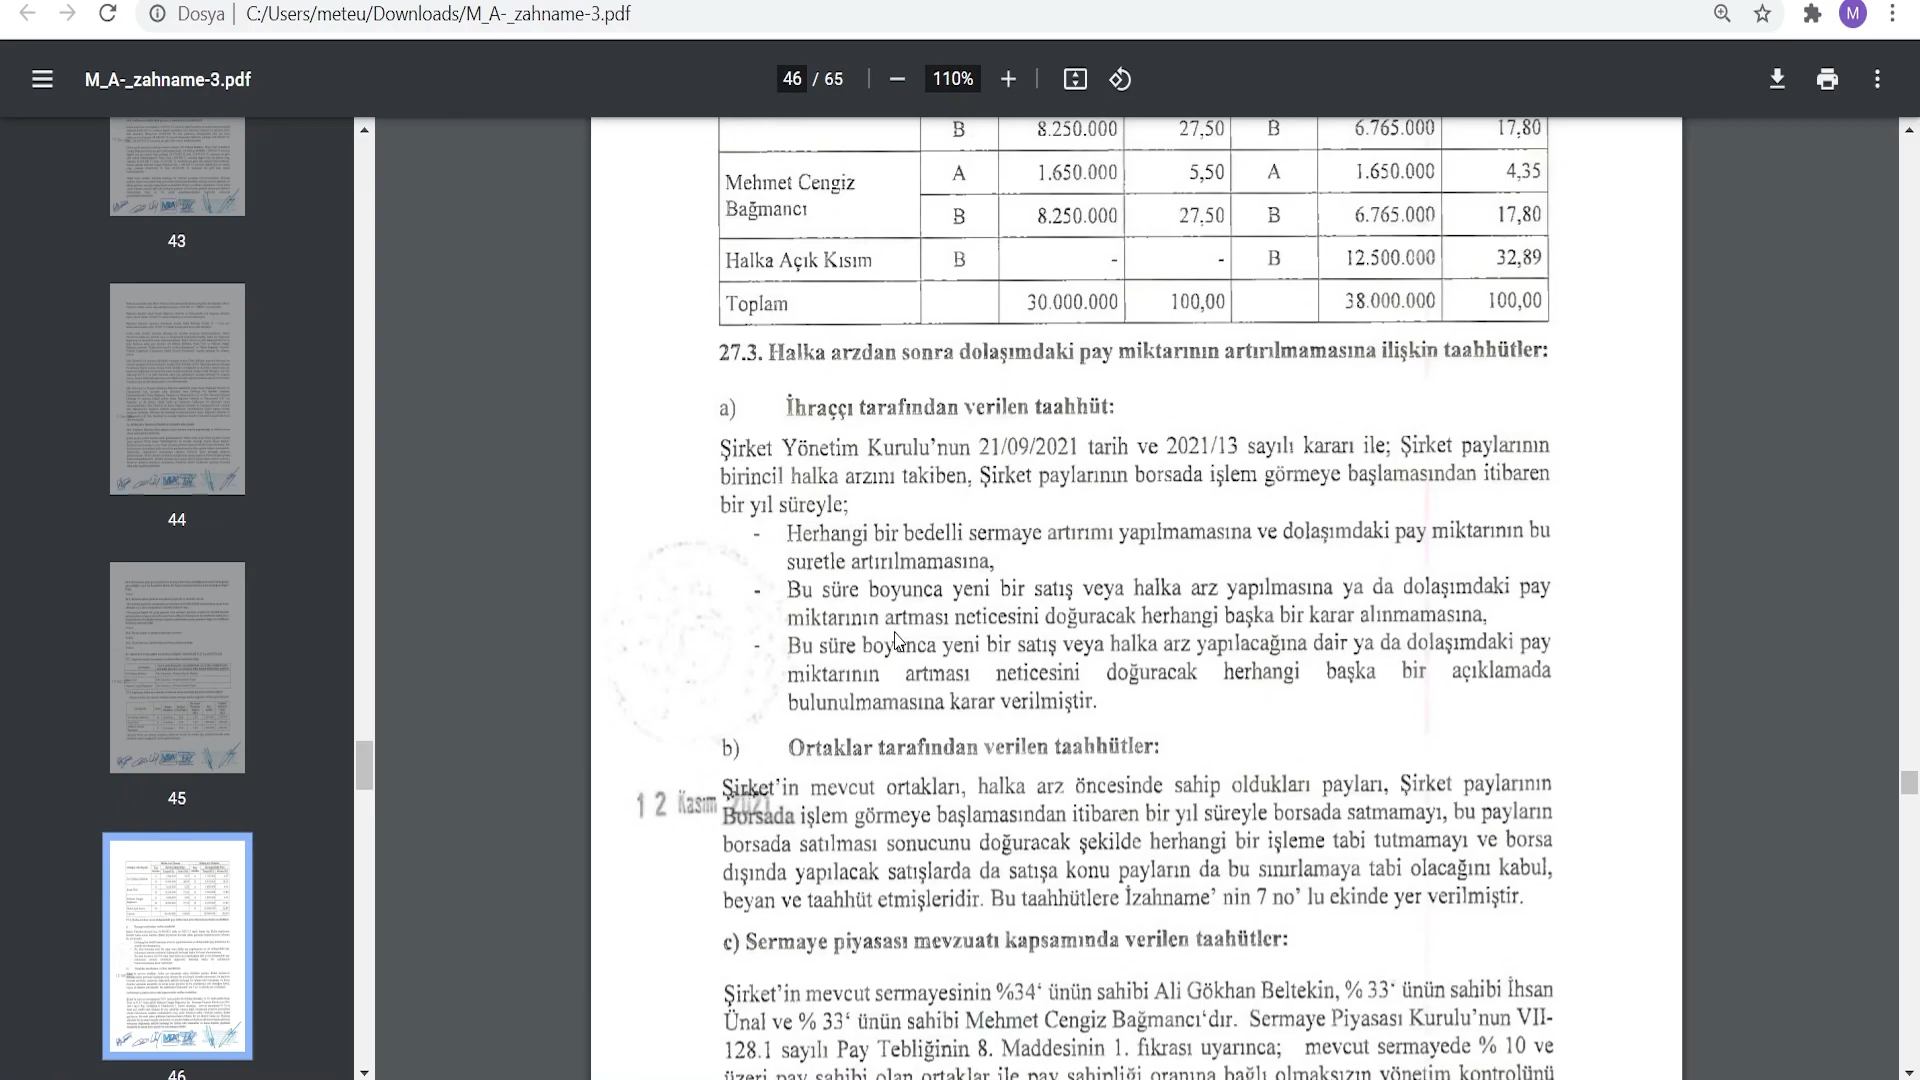 Dosya | C:/Users/meteu/Downloads/M_A-_zahname-3.pdf
M
M_A-_zahname-3.pdf
46 / 65
110%
43
44
45
46
B 8.250.000 27,50 B 6.765.000 17,80
Mehmet Cengiz Bağmancı
A 1.650.000 5,50 A 1.650.000 4,35
B 8.250.000 27,50 B 6.765.000 17,80
Halka Açık Kısım B - - B 12.500.000 32,89
Toplam 30.000.000 100,00 38.000.000 100,00
27.3. Halka arzdan sonra dolaşımdaki pay miktarının artırılmamasına ilişkin taahhütler:
a) İhraççı tarafından verilen taahhüt:
Şirket Yönetim Kurulu’nun 21/09/2021 tarih ve 2021/13 sayılı kararı ile; Şirket paylarının
birincil halka arzını takiben, Şirket paylarının borsada işlem görmeye başlamasından itibaren
bir yıl süreyle;
- Herhangi bir bedelli sermaye artırımı yapılmamasına ve dolaşımdaki pay miktarının bu
suretle artırılmamasına,
- Bu süre boyunca yeni bir satış veya halka arz yapılmasına ya da dolaşımdaki pay
miktarının artması neticesini doğuracak herhangi başka bir karar alınmamasına,
- Bu süre boyunca yeni bir satış veya halka arz yapılacağına dair ya da dolaşımdaki pay
miktarının artması neticesini doğuracak herhangi başka bir açıklamada
bulunulmamasına karar verilmiştir.
b) Ortaklar tarafından verilen taahhütler:
Şirket’in mevcut ortakları, halka arz öncesinde sahip oldukları payları, Şirket paylarının
12 Kasım 2021
Borsada işlem görmeye başlamasından itibaren bir yıl süreyle borsada satmamayı, bu payların
borsada satılması sonucunu doğuracak şekilde herhangi bir işleme tabi tutmamayı ve borsa
dışında yapılacak satışlarda da satışa konu payların da bu sınırlamaya tabi olacağını kabul,
beyan ve taahhüt etmişleridir. Bu taahhütlere İzahname’ nin 7 no’ lu ekinde yer verilmiştir.
c) Sermaye piyasası mevzuatı kapsamında verilen taahütler:
Şirket’in mevcut sermayesinin %34‘ ünün sahibi Ali Gökhan Beltekin, % 33‘ ünün sahibi İhsan
Ünal ve % 33‘ ünün sahibi Mehmet Cengiz Bağmancı‘dır. Sermaye Piyasası Kurulu’nun VII-
128.1 sayılı Pay Tebliğinin 8. Maddesinin 1. fıkrası uyarınca; mevcut sermayede % 10 ve
üzeri pay sahibi olan ortaklar ile pay sahipliği oranına bağlı olmaksızın yönetim kontrolünü